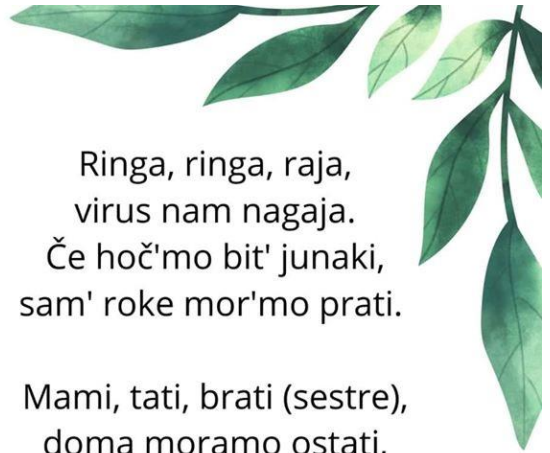 Ringa, ringa, raja,
virus nam nagaja.
Če hoč'mo bit' junaki,
sam' roke mor'mo prati.
Mami, tati, brati (sestre),
doma moramo ostati.